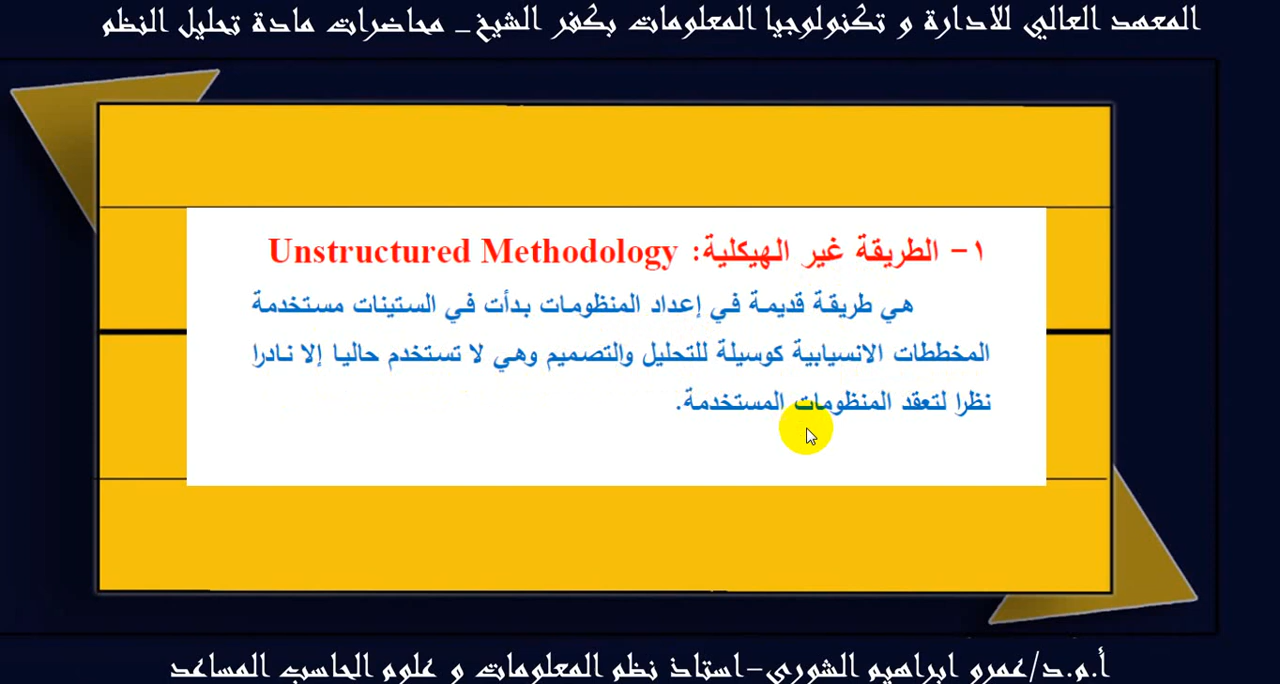 المعهد العالي للادارة و تكنولوجيا المعلومات بكفر الشيخ_ محاضرات مادة تحليل النظم
١- الطريقة غير الهيكلية: Unstructured Methodology
هي طريقة قديمة في إعداد المنظومات بدأت في الستينات مستخدمة
المخططات الانسيابية كوسيلة للتحليل والتصميم وهي لا تستخدم حاليا إلا نادرا
نظرا لتعقد المنظومات المستخدمة.
أ.م.د/عمرو ابراهيم الشورى-استاذ نظم المعلومات و علوم الحاسب المساعد